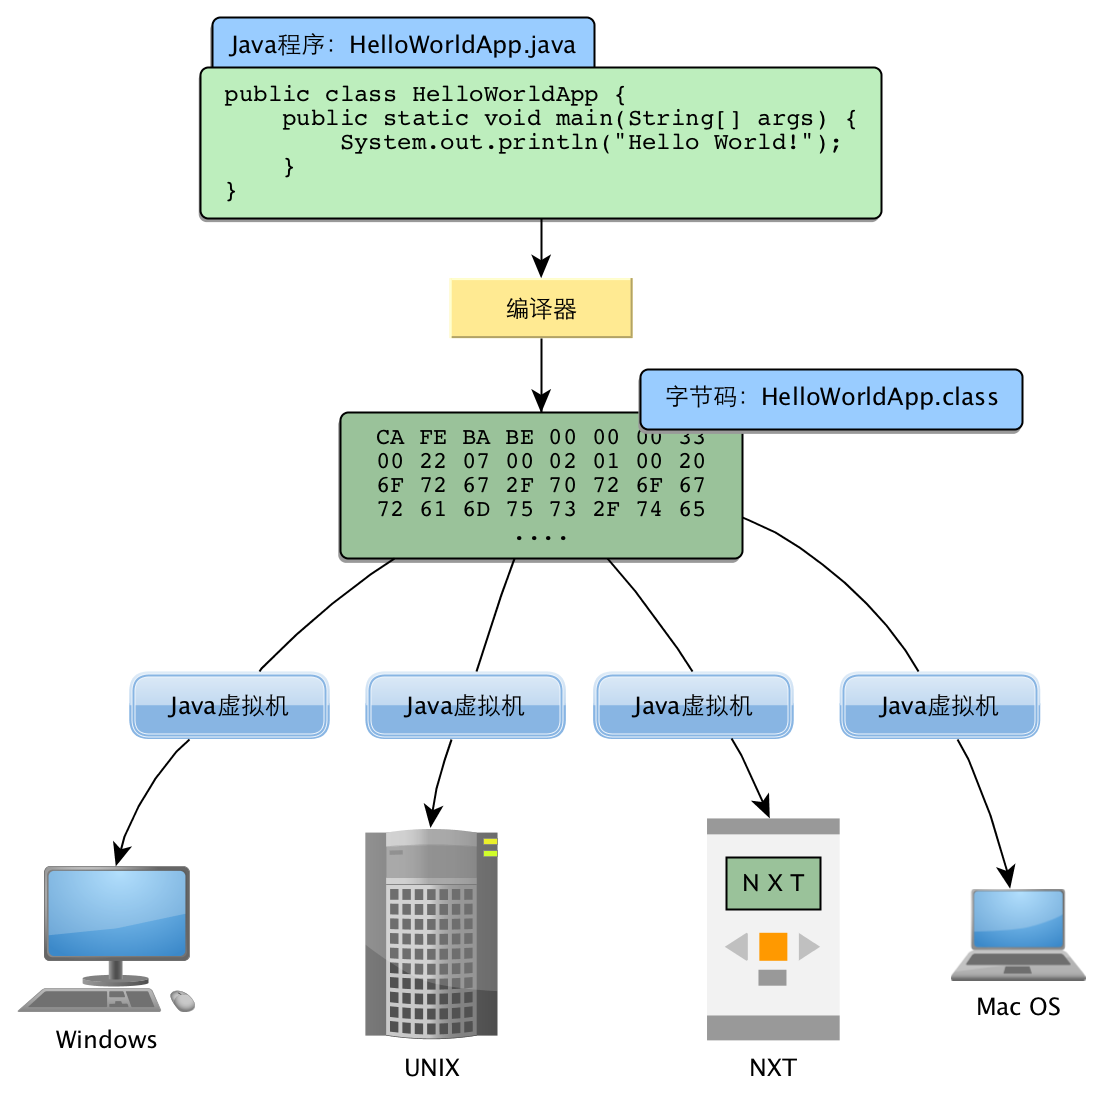 Java程序：HelloWorldApp.java
public class HelloWorldApp {
    public static void main(String[] args) {
        System.out.println("Hello World!");
    }
}
编译器
字节码：HelloWorldApp.class
CA FE BA BE 00 00 00 33
00 22 07 00 02 01 00 20
6F 72 67 2F 70 72 6F 67
72 61 6D 75 73 2F 74 65
....
Java虚拟机
Java虚拟机
Java虚拟机
Java虚拟机
N X T
Windows
UNIX
NXT
Mac OS